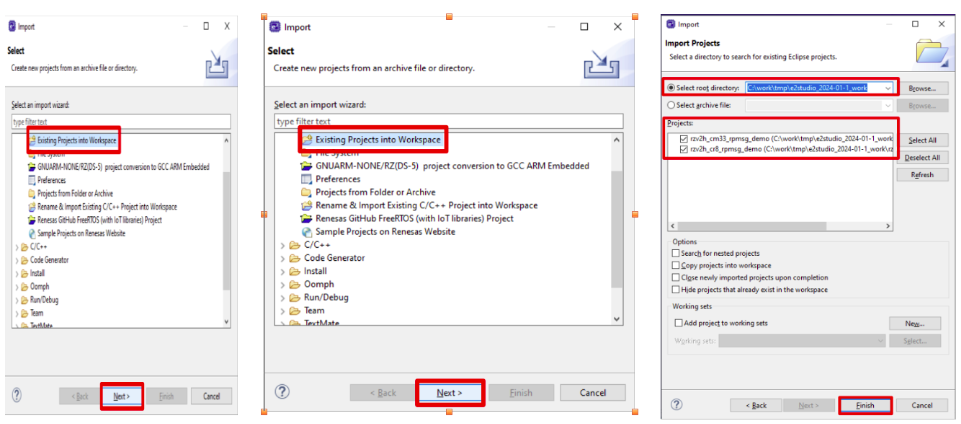 Import
Select
Create new projects from an archive file or directory.
Select an import wizard:
type filter text
Existing Projects into Workspace
File System
GNUARM-NONE/RZ(DS-5) project conversion to GCC ARM Embedded
Preferences
Projects from Folder or Archive
Rename & Import Existing C/C++ Project into Workspace
Renesas GitHub FreeRTOS (with IoT libraries) Project
Sample Projects on Renesas Website
C/C++
Code Generator
Install
Oomph
Run/Debug
Team
TextMate
< Back Next > Finish Cancel
Import
Select
Create new projects from an archive file or directory.
Select an import wizard:
type filter text
Existing Projects into Workspace
File System
GNUARM-NONE/RZ(DS-5) project conversion to GCC ARM Embedded
Preferences
Projects from Folder or Archive
Rename & Import Existing C/C++ Project into Workspace
Renesas GitHub FreeRTOS (with IoT libraries) Project
Sample Projects on Renesas Website
C/C++
Code Generator
Install
Oomph
Run/Debug
Team
TextMate
< Back Next > Finish Cancel
Import
Import Projects
Select a directory to search for existing Eclipse projects.
Select root directory: C:\work\tmp\e2studio_2024-01-1_work Browse...
Select archive file: Browse...
Projects:
rzv2h_cm33_rpmsg_demo (C:\work\tmp\e2studio_2024-01-1_work Select All
rzv2h_cr8_rpmsg_demo (C:\work\tmp\e2studio_2024-01-1_work\rz
Deselect All
Refresh
Options
Search for nested projects
Copy projects into workspace
Close newly imported projects upon completion
Hide projects that already exist in the workspace
Working sets
Add project to working sets New...
Working sets: Select...
< Back Next > Finish Cancel